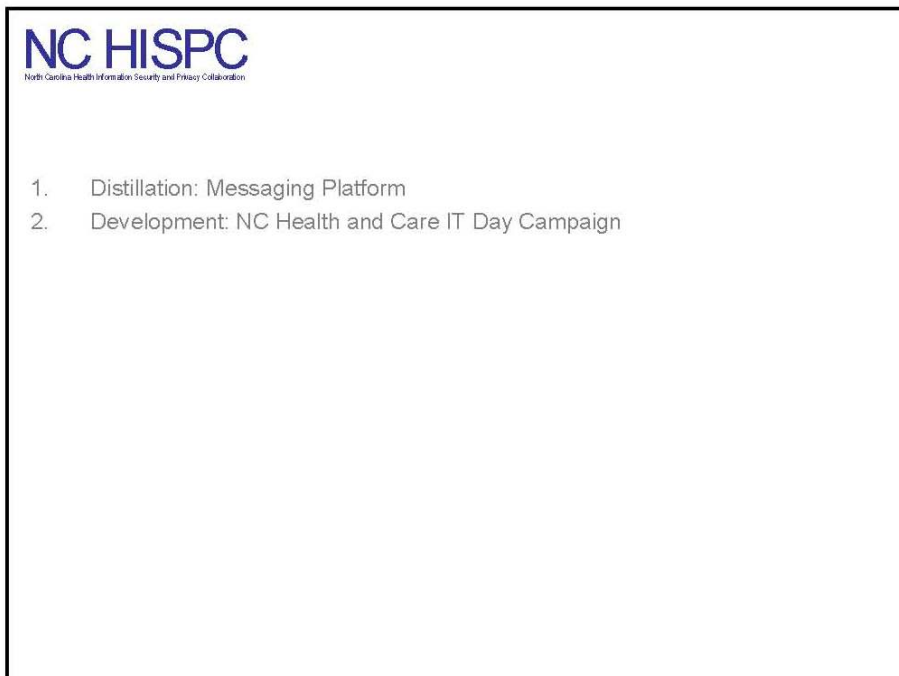 NC HISPC
North Carolina Health Information Security and Privacy Collaboration
1. Distillation: Messaging Platform
2. Development: NC Health and Care IT Day Campaign